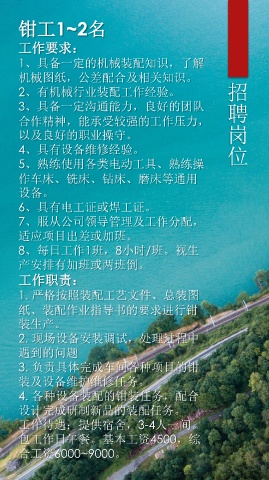 钳工1~2名
工作要求：
1、具备一定的机械装配知识，了解
机械图纸，公差配合及相关知识。
2、有机械行业装配工作经验。
3、具备一定沟通能力，良好的团队
合作精神，能承受较强的工作压力，
以及良好的职业操守。
4、具有设备维修经验。
5、熟练使用各类电动工具、熟练操
作车床、铣床、钻床、磨床等通用
设备。
6、具有电工证或焊工证。
7、服从公司领导管理及工作分配，
适应项目出差或加班。
8、每日工作1班，8小时/班。视生
产安排有加班或两班倒。
工作职责：
1. 严格按照装配工艺文件、总装图
纸、装配作业指导书的要求进行钳
装生产
2. 现场设备安装调试，处理过程中
遇到的问题
3. 负责具体完成车间各种项目的钳
装及设备维护维修任务。
4. 各种设备装配的钳装任务，配合
设计完成研制新品的装配任务。
工作待遇：提供宿舍，3-4人一间。
包工作日午餐。基本工资4500，综
合工资6000~9000。
招聘岗位